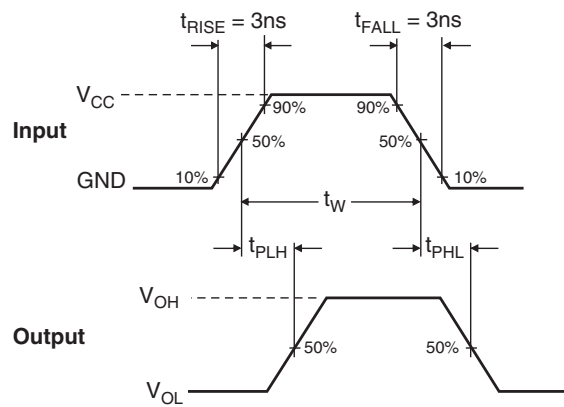 tRISE = 3ns
tFALL = 3ns
VCC
90%
90%
Input
50%
50%
GND
10%
10%
tW
tPLH
tPHL
VOH
Output
50%
50%
VOL